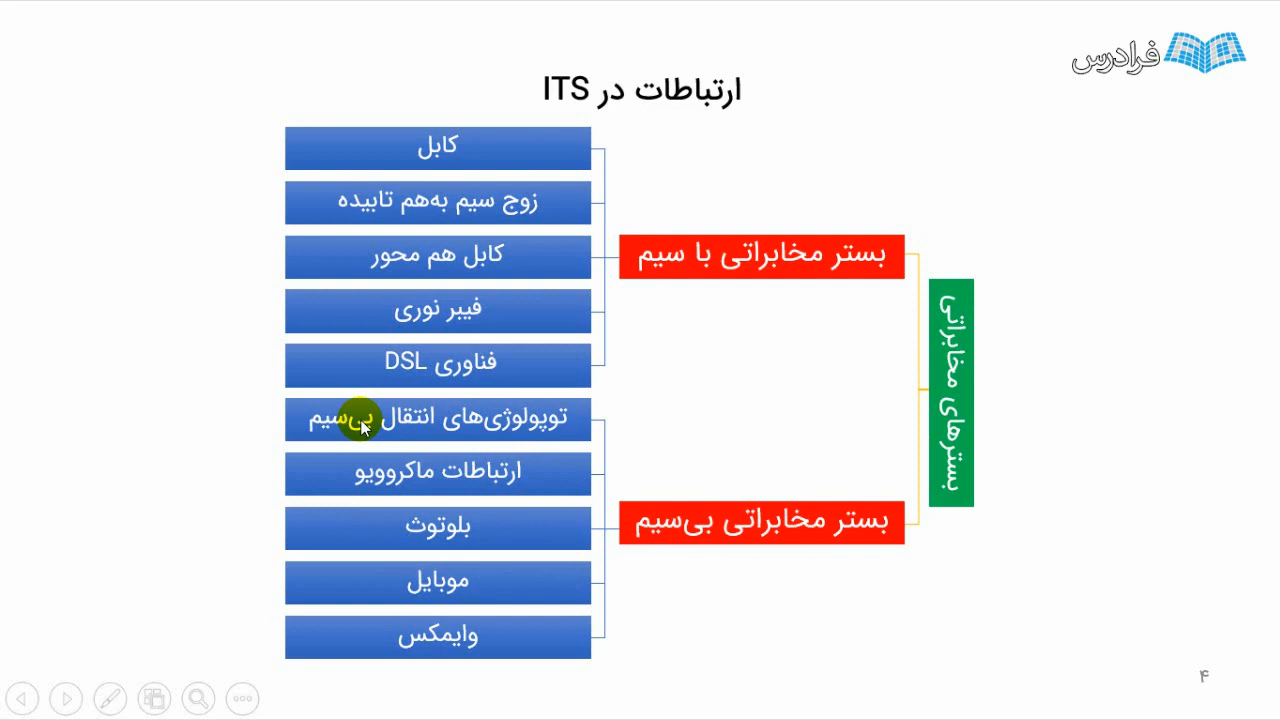 فرادرس
ارتباطات در ITS
بسترهای مخابراتی
بستر مخابراتی با سیم
کابل
زوج سیم به‌هم تابیده
کابل هم محور
فیبر نوری
فناوری DSL
بستر مخابراتی بی‌سیم
توپولوژی‌های انتقال بی‌سیم
ارتباطات ماکروویو
بلوتوث
موبایل
وایمکس
۴